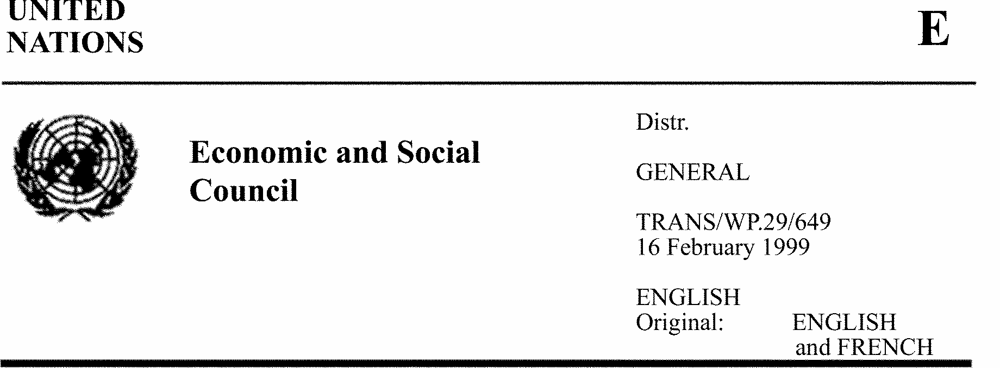 UNITED
NATIONS
E
Economic and Social
Council
Distr.
GENERAL
TRANS/WP.29/649
16 February 1999
ENGLISH
Original: ENGLISH
and FRENCH